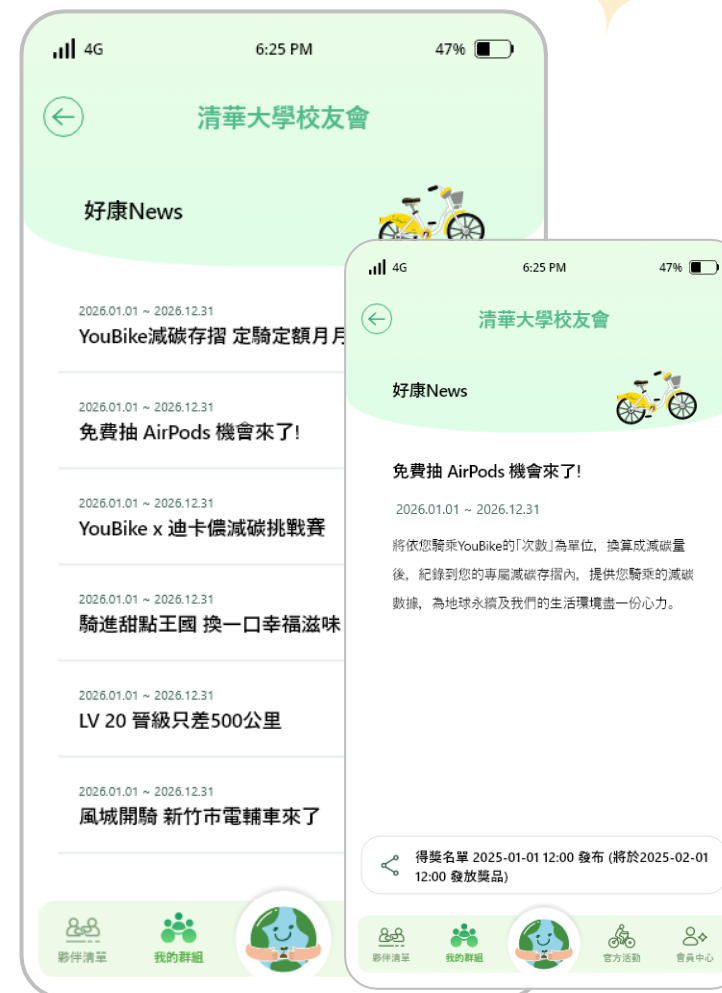 4G
6:25 PM
47%
清華大學校友會
好康News
2026.01.01 ~ 2026.12.31
YouBike減碳存摺 定騎定額月月
2026.01.01 ~ 2026.12.31
免費抽 AirPods 機會來了!
2026.01.01 ~ 2026.12.31
YouBike x 迪卡儂減碳挑戰賽
2026.01.01 ~ 2026.12.31
騎進甜點王國 換一口幸福滋味
2026.01.01 ~ 2026.12.31
LV 20 晉級只差500公里
2026.01.01 ~ 2026.12.31
風城開騎 新竹市電輔車來了
夥伴清單
我的群組
4G
6:25 PM
47%
清華大學校友會
好康News
免費抽 AirPods 機會來了!
2026.01.01 ~ 2026.12.31
將依您騎乘YouBike的「次數」為單位，換算成減碳量
後，紀錄到您的專屬減碳存摺內，提供您騎乘的減碳
數據，為地球永續及我們的生活環境盡一份心力。
得獎名單 2025-01-01 12:00 發布 (將於2025-02-01
12:00 發放獎品)
夥伴清單
我的群組
官方活動
會員中心